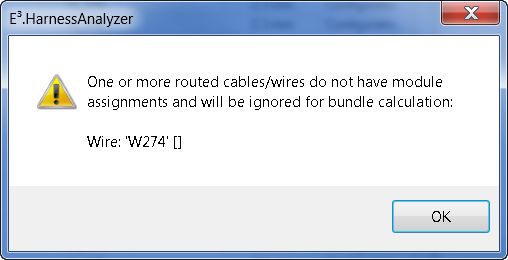 E³.HarnessAnalyzer
One or more routed cables/wires do not have module
assignments and will be ignored for bundle calculation:
Wire: 'W274' []
OK